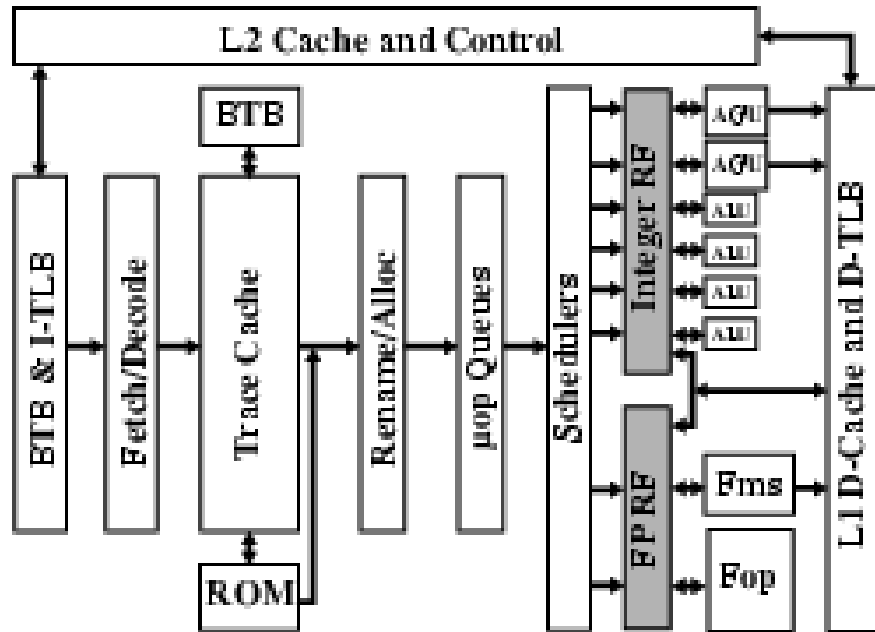 L2 Cache and Control
BTB
BTB & I-TLB
Fetch/Decode
Trace Cache
ROM
Rename/Alloc
μop Queues
Schedulers
Integer RF
FP RF
AGU
AGU
ALU
ALU
ALU
ALU
Fms
Fop
L1 D-Cache and D-TLB